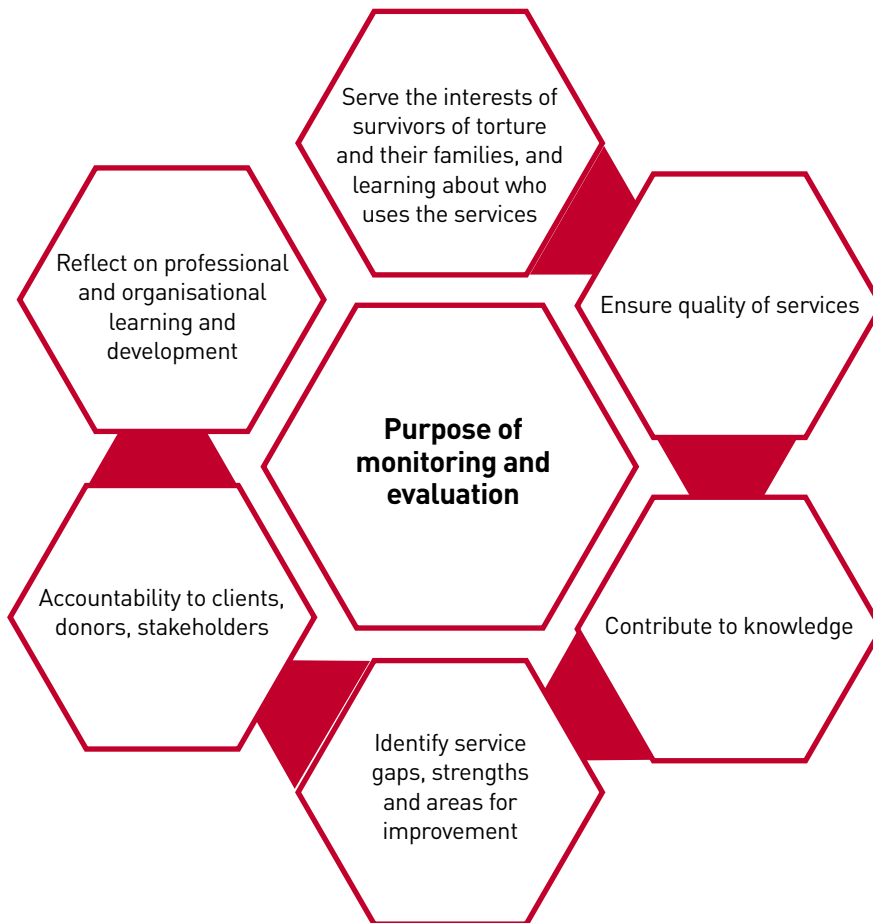 Serve the interests of
survivors of torture
and their families, and
learning about who
uses the services
Ensure quality of services
Contribute to knowledge
Identify service
gaps, strengths
and areas for
improvement
Accountability to clients,
donors, stakeholders
Reflect on professional
and organisational
learning and
development
Purpose of
monitoring and
evaluation